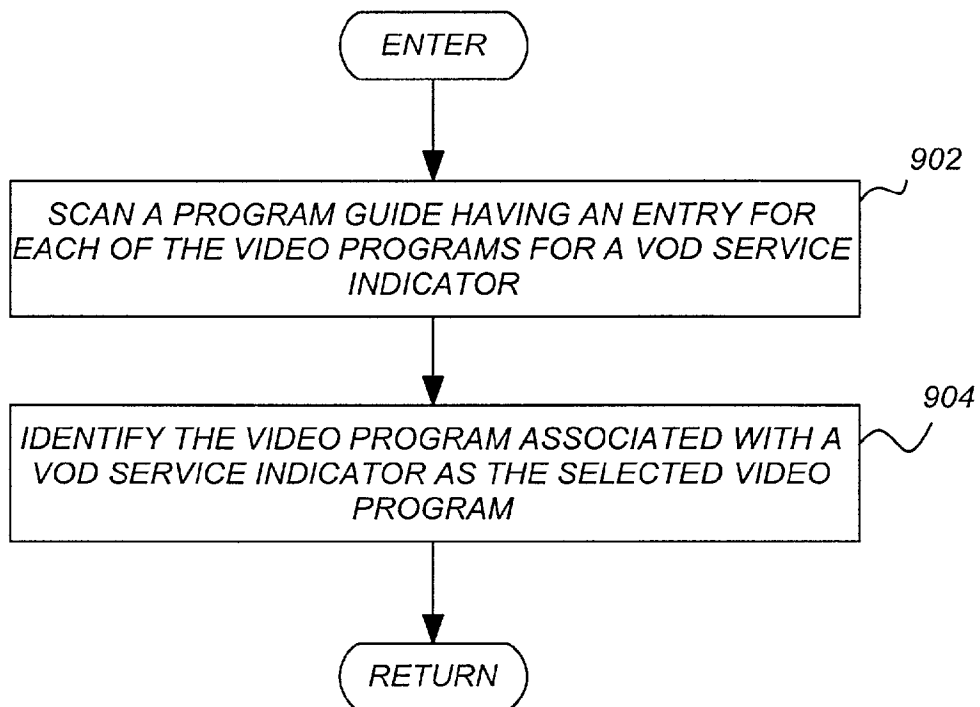 ENTER
902
SCAN A PROGRAM GUIDE HAVING AN ENTRY FOR
EACH OF THE VIDEO PROGRAMS FOR A VOD SERVICE
INDICATOR
904
IDENTIFY THE VIDEO PROGRAM ASSOCIATED WITH A
VOD SERVICE INDICATOR AS THE SELECTED VIDEO
PROGRAM
RETURN